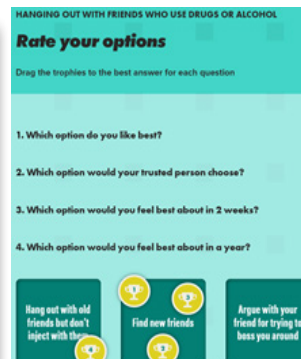 HANGING OUT WITH FRIENDS WHO USE DRUGS OR ALCOHOL
Rate your options
Drag the trophies to the best answer for each question
1. Which option do you like best?
2. Which option would your trusted person choose?
3. Which option would you feel best about in 2 weeks?
4. Which option would you feel best about in a year?
Hang out with old
friends but don't
inject with them
Find new friends
Argue with your
friend for trying to
boss you around